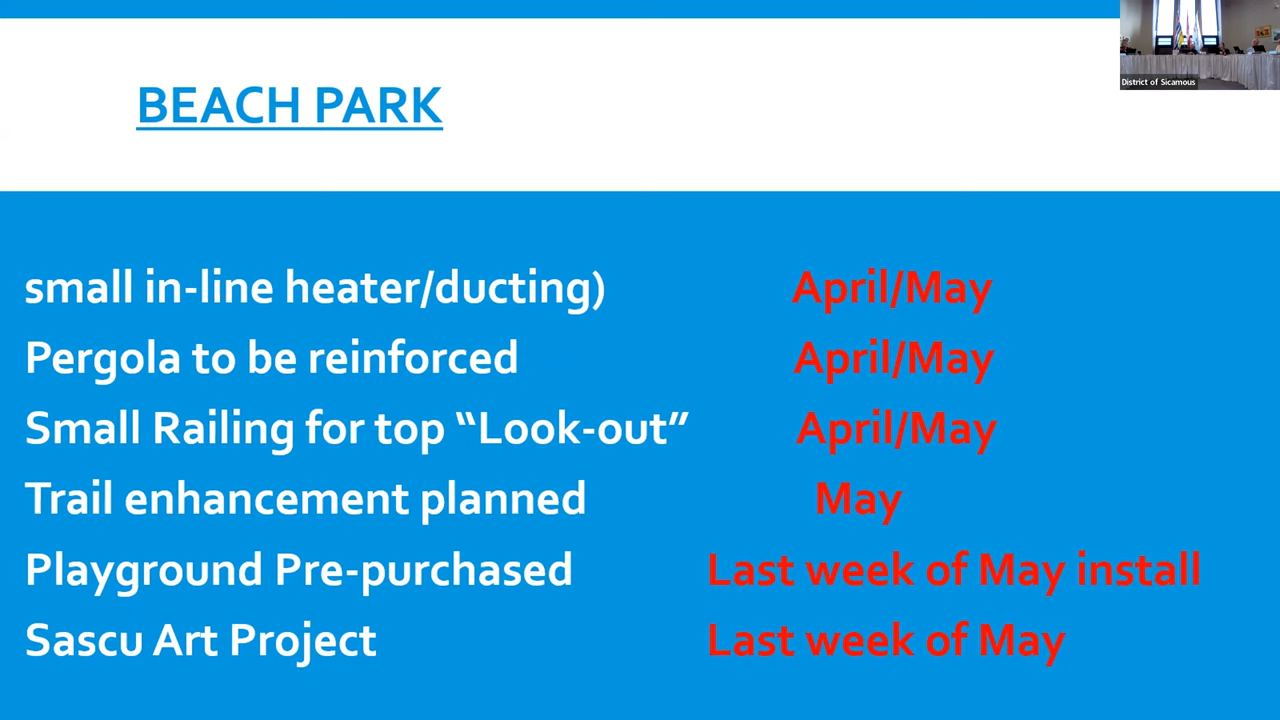 District of Sicamous
BEACH PARK
small in-line heater/ducting) April/May
Pergola to be reinforced April/May
Small Railing for top “Look-out” April/May
Trail enhancement planned May
Playground Pre-purchased Last week of May install
Sascu Art Project Last week of May